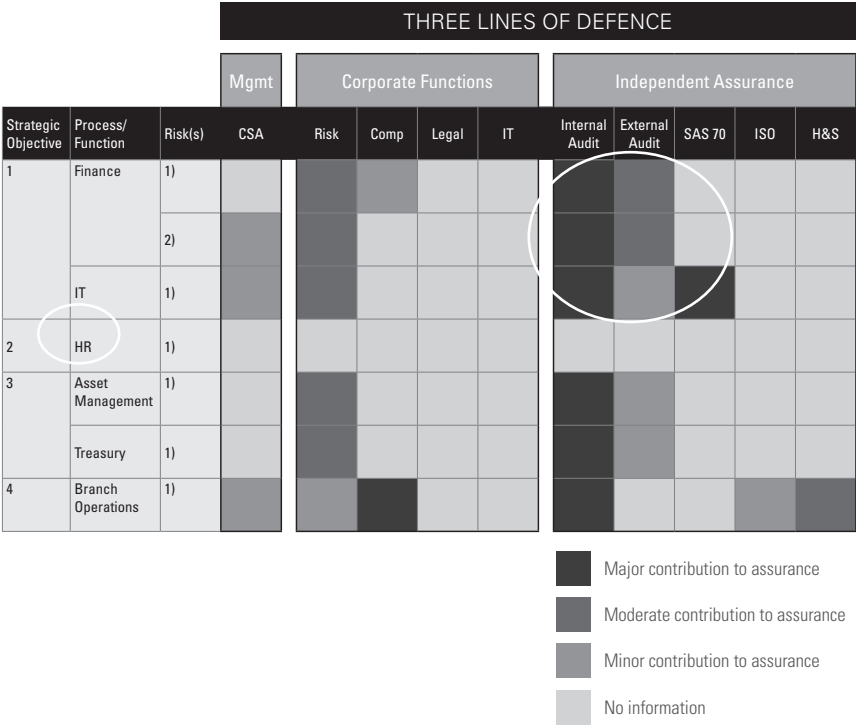 THREE LINES OF DEFENCE
Mgmt Corporate Functions Independent Assurance
Strategic Objective Process/ Function Risk(s) CSA Risk Comp Legal IT Internal Audit External Audit SAS 70 ISO H&S
1 Finance 1)
2)
IT 1)
2 HR 1)
3 Asset Management 1)
Treasury 1)
4 Branch Operations 1)
Major contribution to assurance
Moderate contribution to assurance
Minor contribution to assurance
No information